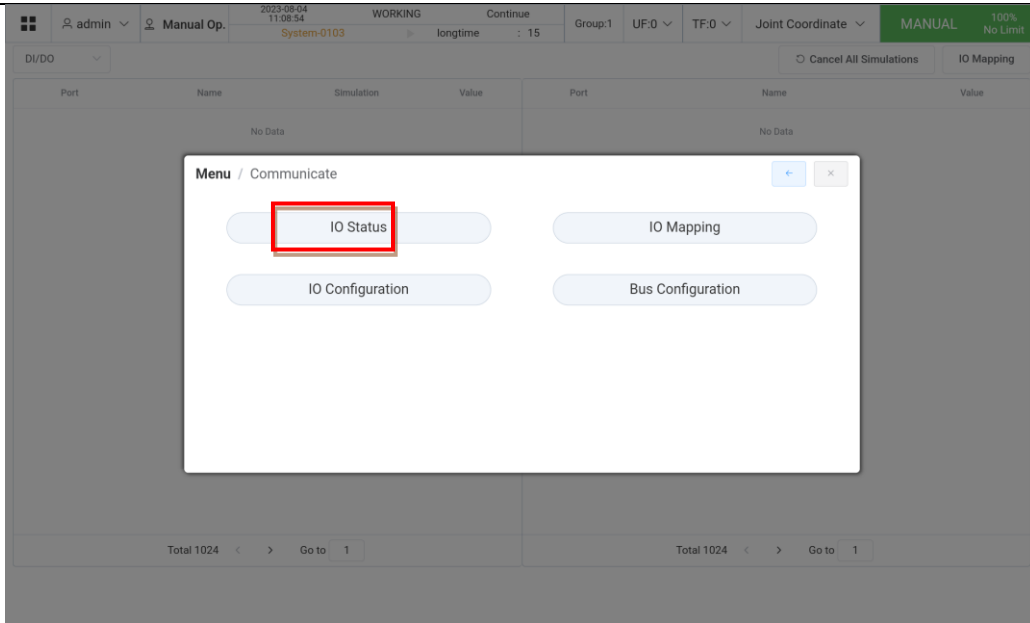 admin
Manual Op.
2023-08-04
11:08:54
System-0103
WORKING
Continue
longtime : 15
Group:1
UF:0
TF:0
Joint Coordinate
MANUAL
100%
No Limit
DI/DO
Cancel All Simulations
IO Mapping
Port Name Simulation Value Port Name Value
No Data No Data
Menu / Communicate
IO Status IO Mapping
IO Configuration Bus Configuration
Total 1024 < > Go to 1 Total 1024 < > Go to 1